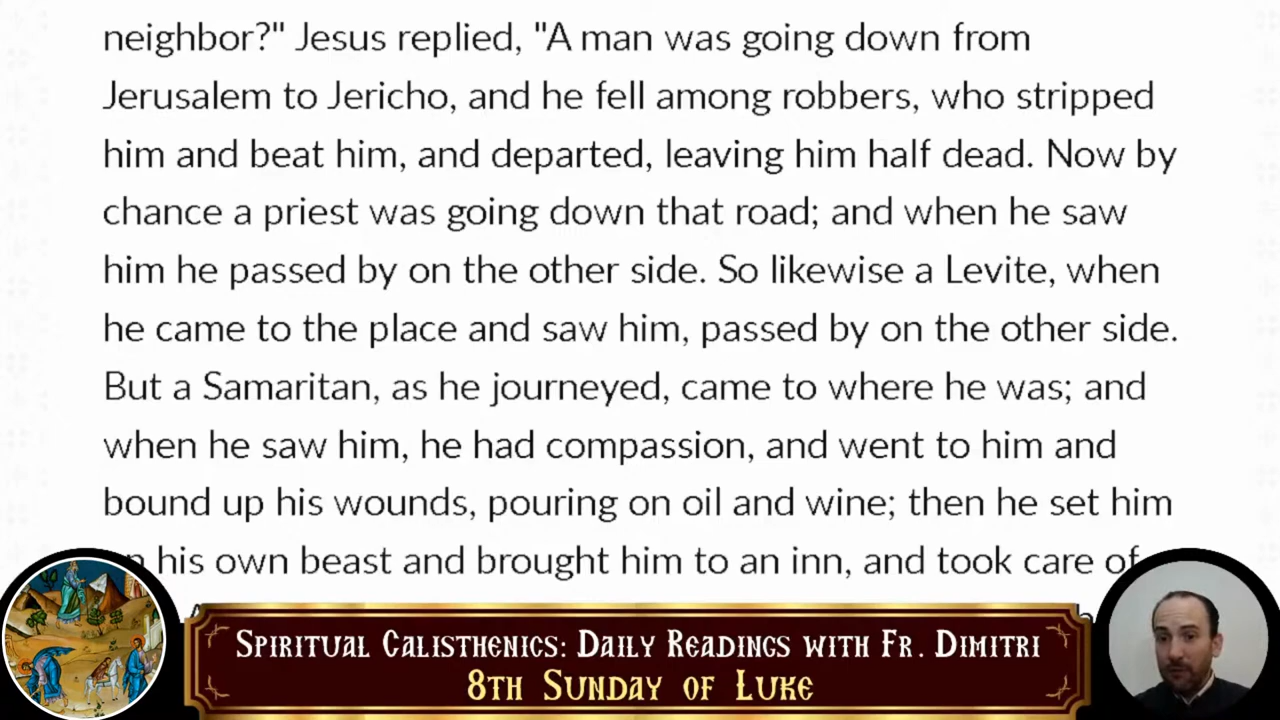 neighbor?" Jesus replied, "A man was going down from
Jerusalem to Jericho, and he fell among robbers, who stripped
him and beat him, and departed, leaving him half dead. Now by
chance a priest was going down that road; and when he saw
him he passed by on the other side. So likewise a Levite, when
he came to the place and saw him, passed by on the other side.
But a Samaritan, as he journeyed, came to where he was; and
when he saw him, he had compassion, and went to him and
bound up his wounds, pouring on oil and wine; then he set him
his own beast and brought him to an inn, and took care of
Spiritual Calisthenics: Daily Readings with Fr. Dimitri
8th Sunday of Luke